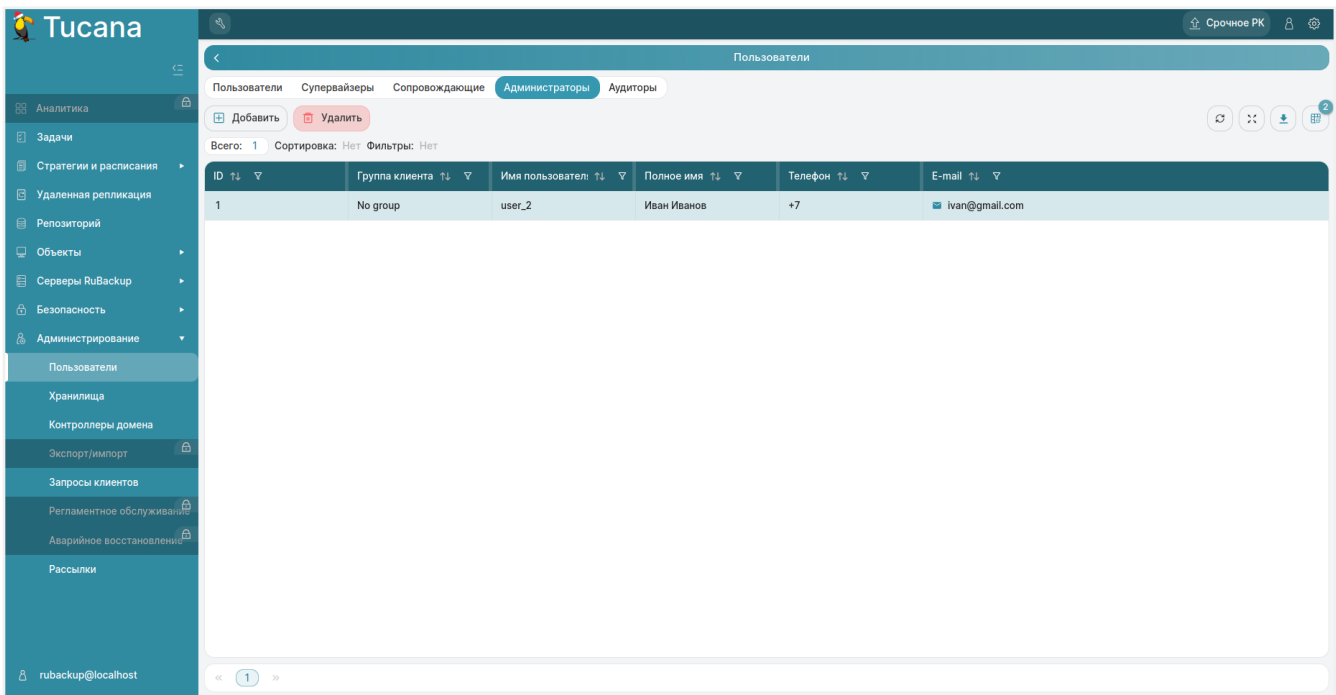 Tucana
Срочное РК
Пользователи
Пользователи Супервайзеры Сопровождающие Администраторы Аудиторы
Добавить Удалить
2
Всего: 1 Сортировка: Нет Фильтры: Нет
ID Группа клиента Имя пользовател Полное имя Телефон E-mail
1 No group user_2 Иван Иванов +7 ivan@gmail.com
Аналитика
Задачи
Стратегии и расписания
Удаленная репликация
Репозиторий
Объекты
Серверы RuBackup
Безопасность
Администрирование
Пользователи
Хранилища
Контроллеры домена
Экспорт/импорт
Запросы клиентов
Регламентное обслуживание
Аварийное восстановление
Рассылки
rubackup@localhost
« 1 »